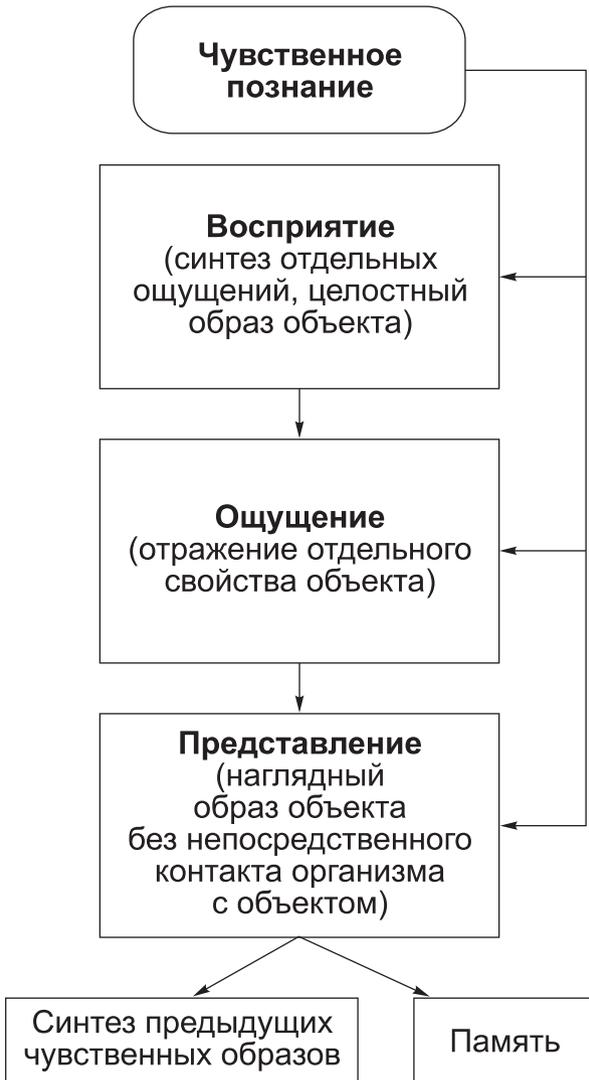 Чувственное
познание
Восприятие
(синтез отдельных
ощущений, целостный
образ объекта)
Ощущение
(отражение отдельного
свойства объекта)
Представление
(наглядный
образ объекта
без непосредственного
контакта организма
с объектом)
Синтез предыдущих
чувственных образов
Память